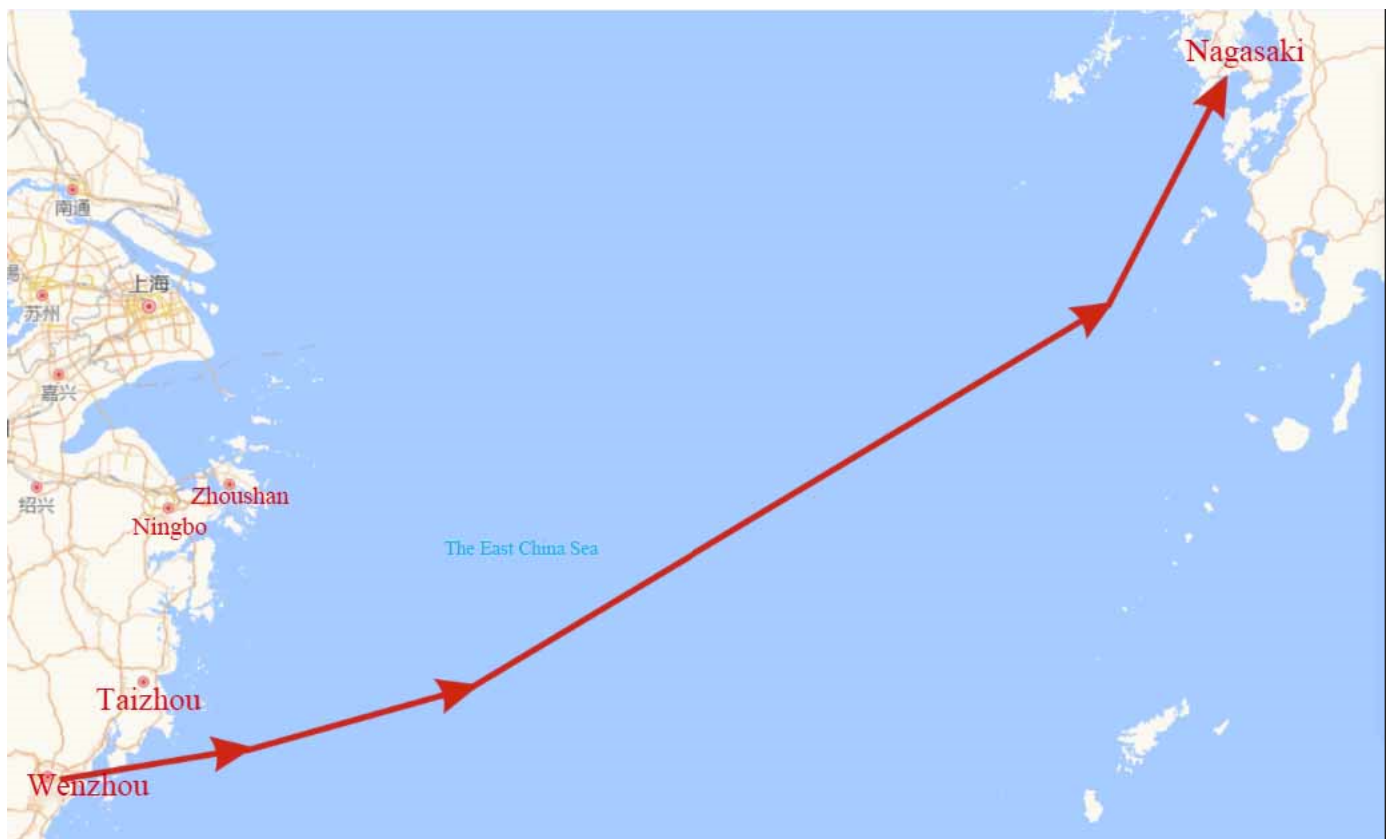 Nagasaki
南通
上海
锡
苏州
嘉兴
Zhoushan
绍兴
Ningbo
The East China Sea
Taizhou
Wenzhou